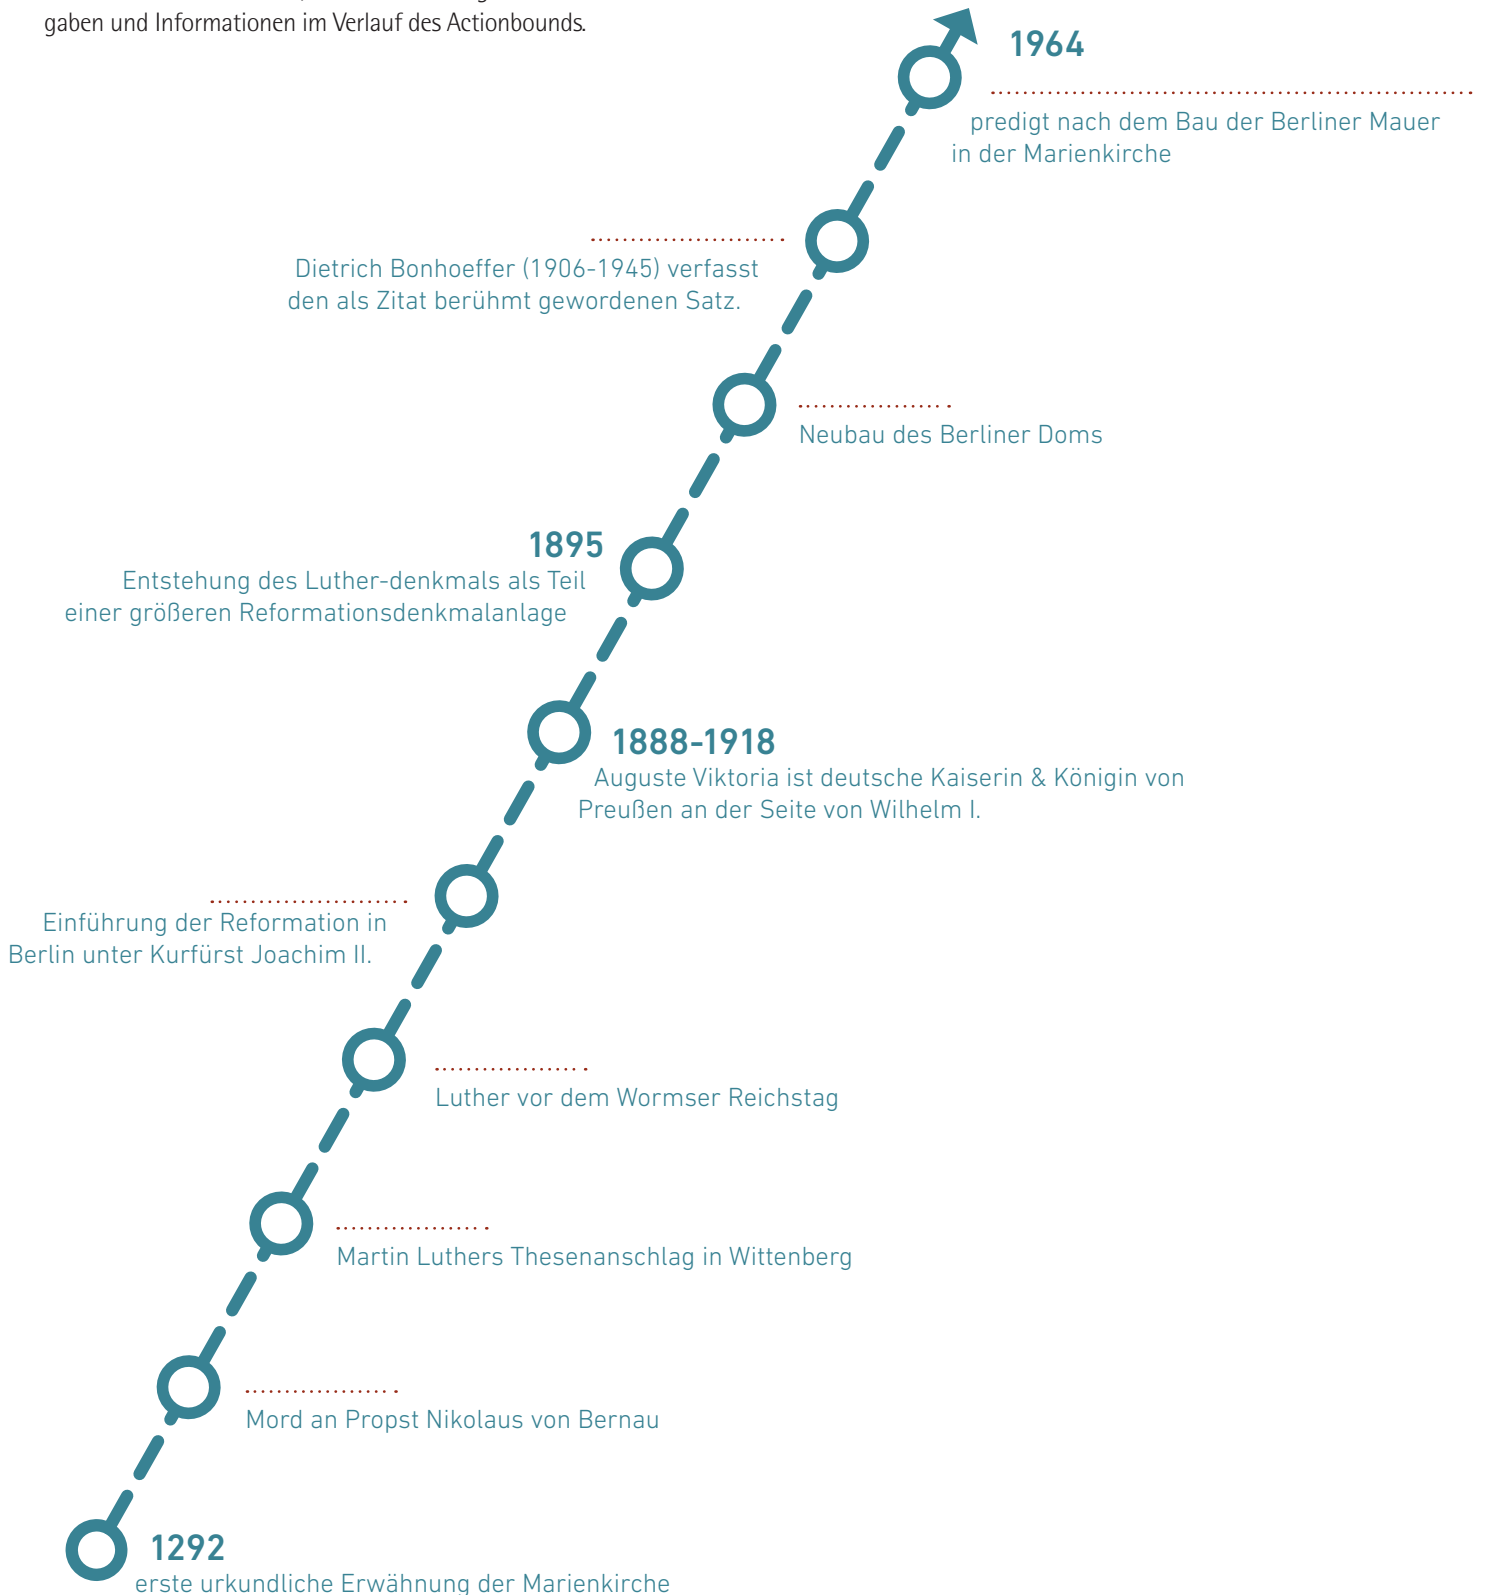 gaben und Informationen im Verlauf des Actionbounds.
1964
predigt nach dem Bau der Berliner Mauer
in der Marienkirche
Dietrich Bonhoeffer (1906-1945) verfasst
den als Zitat berühmt gewordenen Satz.
Neubau des Berliner Doms
1895
Entstehung des Luther-denkmals als Teil
einer größeren Reformationsdenkmalanlage
1888-1918
Auguste Viktoria ist deutsche Kaiserin & Königin von
Preußen an der Seite von Wilhelm I.
Einführung der Reformation in
Berlin unter Kurfürst Joachim II.
Luther vor dem Wormser Reichstag
Martin Luthers Thesenanschlag in Wittenberg
Mord an Propst Nikolaus von Bernau
1292
erste urkundliche Erwähnung der Marienkirche